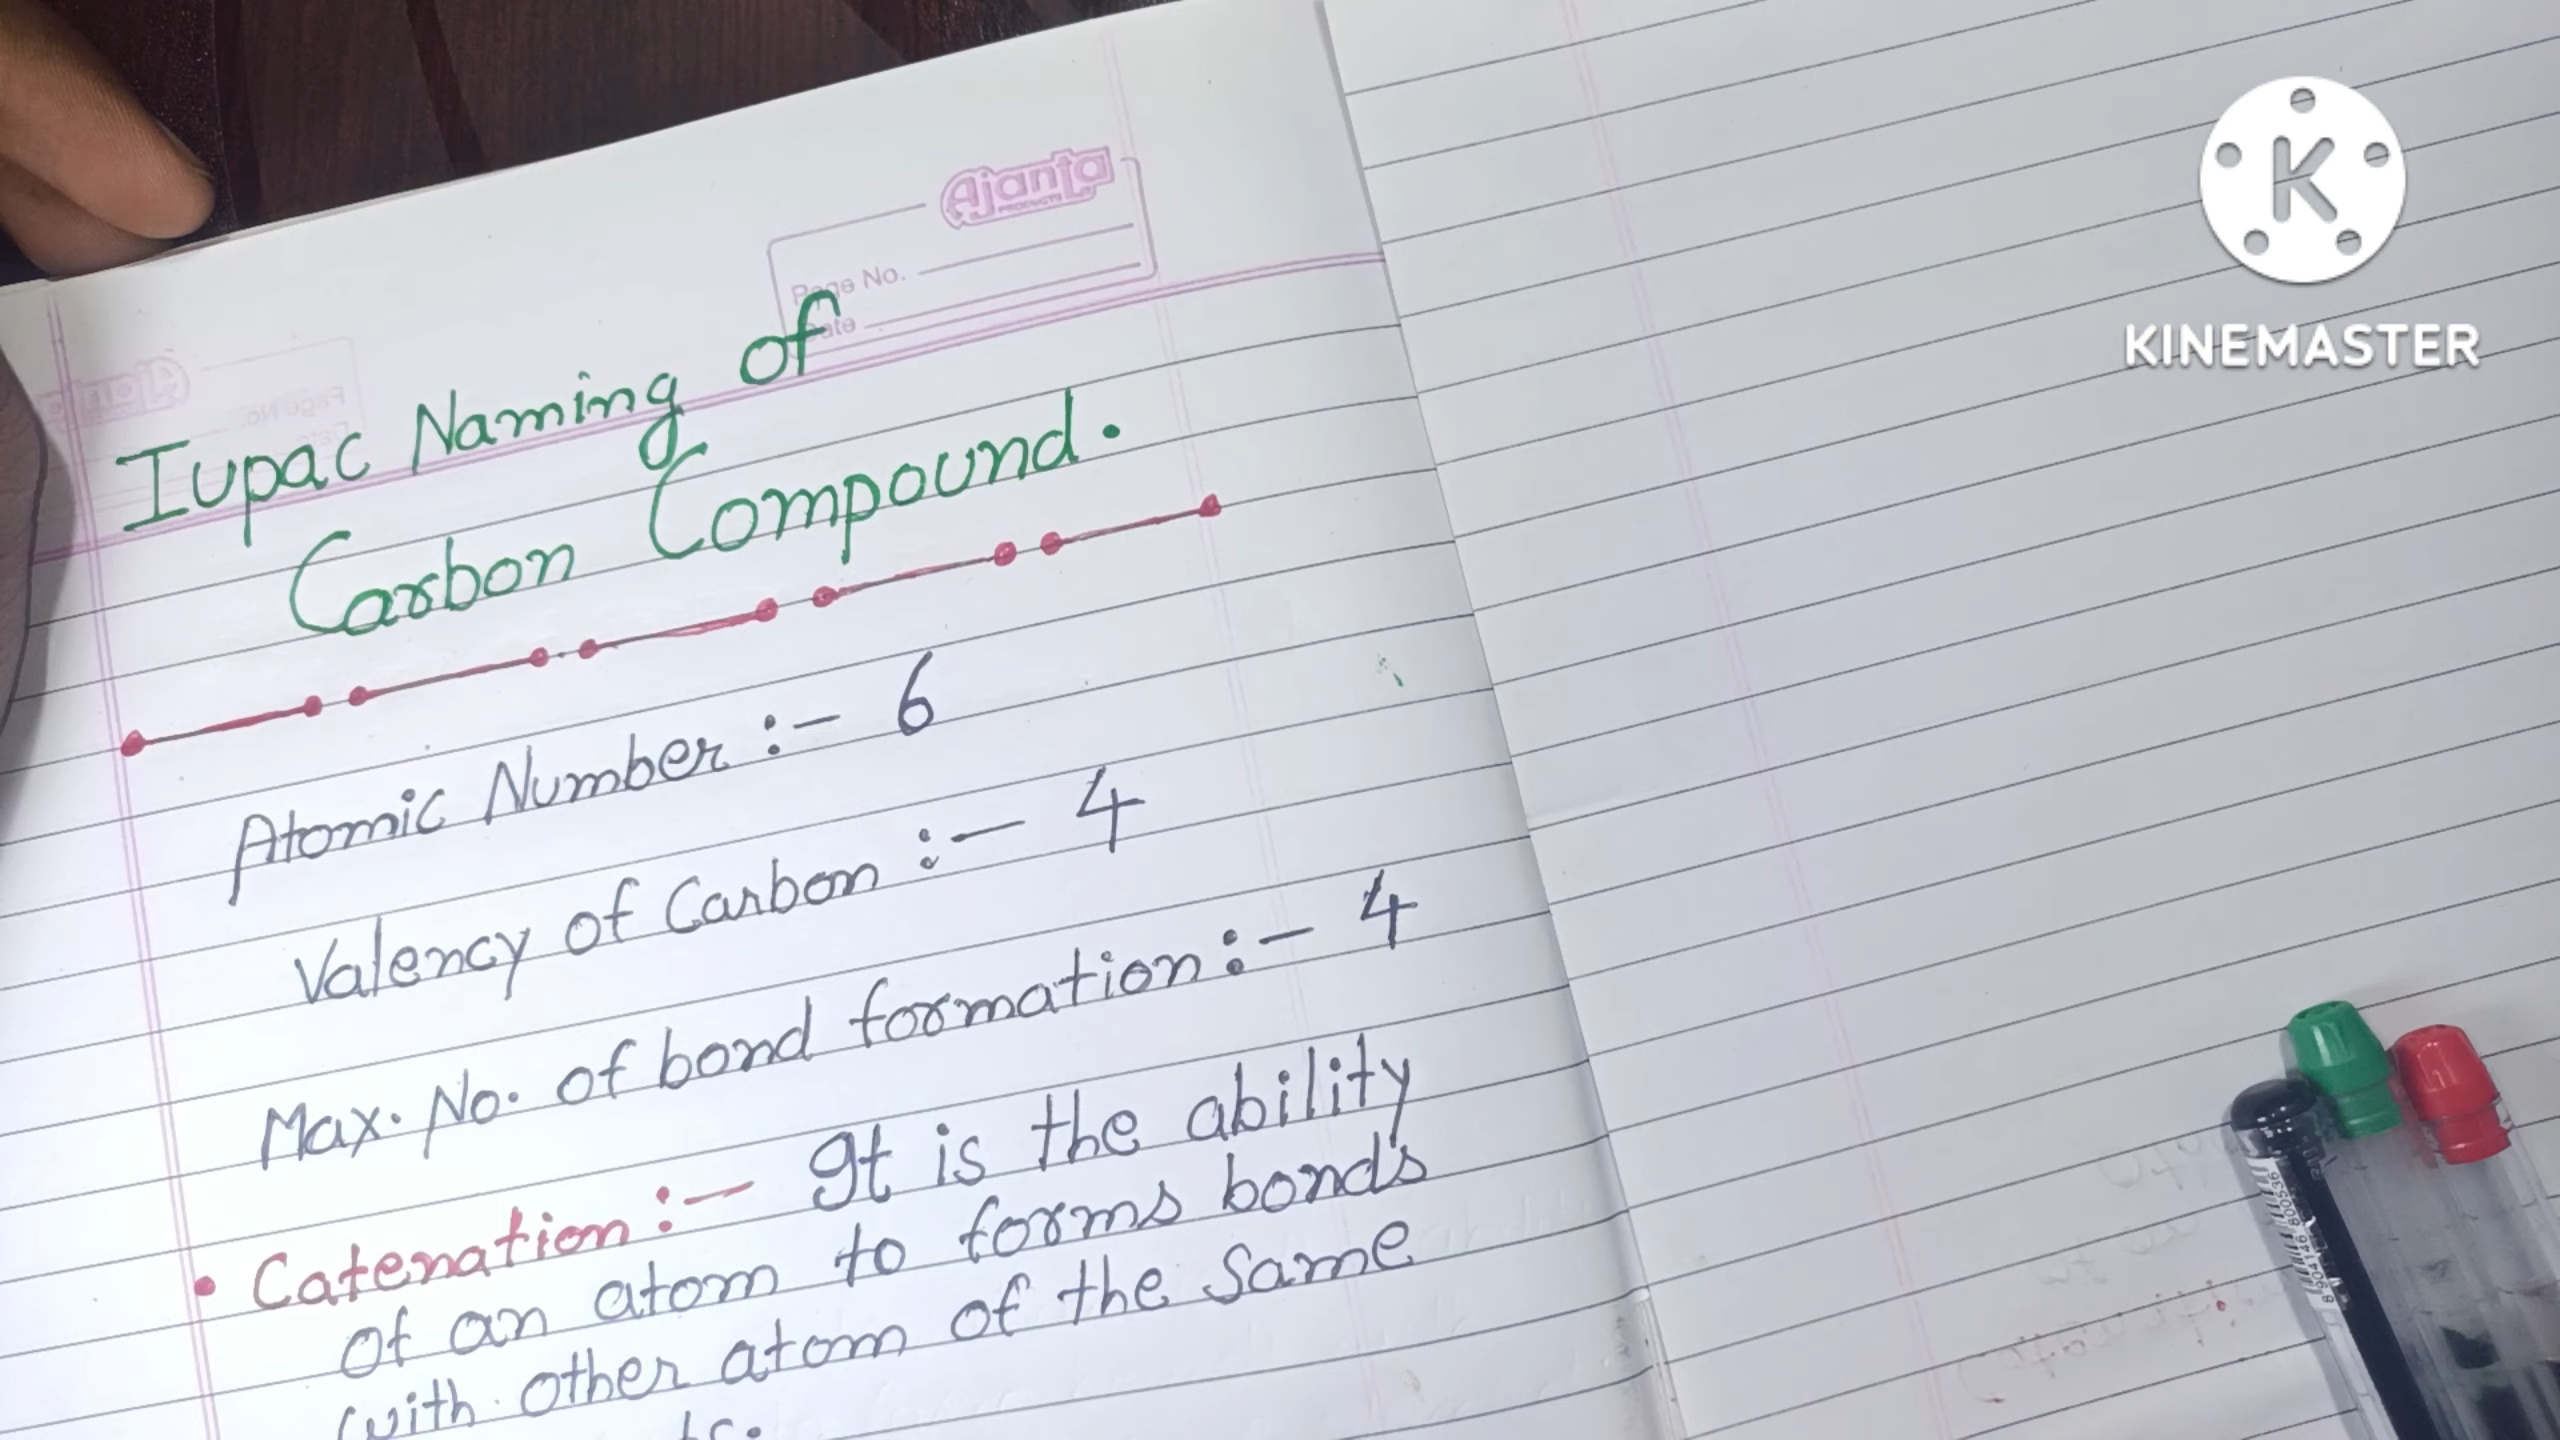 Ajanta
PRODUCTS
Page No.
Date
KINEMASTER
Iupac Naming of
Carbon Compound.
Atomic Number :- 6
Valency of Carbon :- 4
Max. No. of bond formation :- 4
• Catenation :- It is the ability
of an atom to forms bonds
with other atom of the same